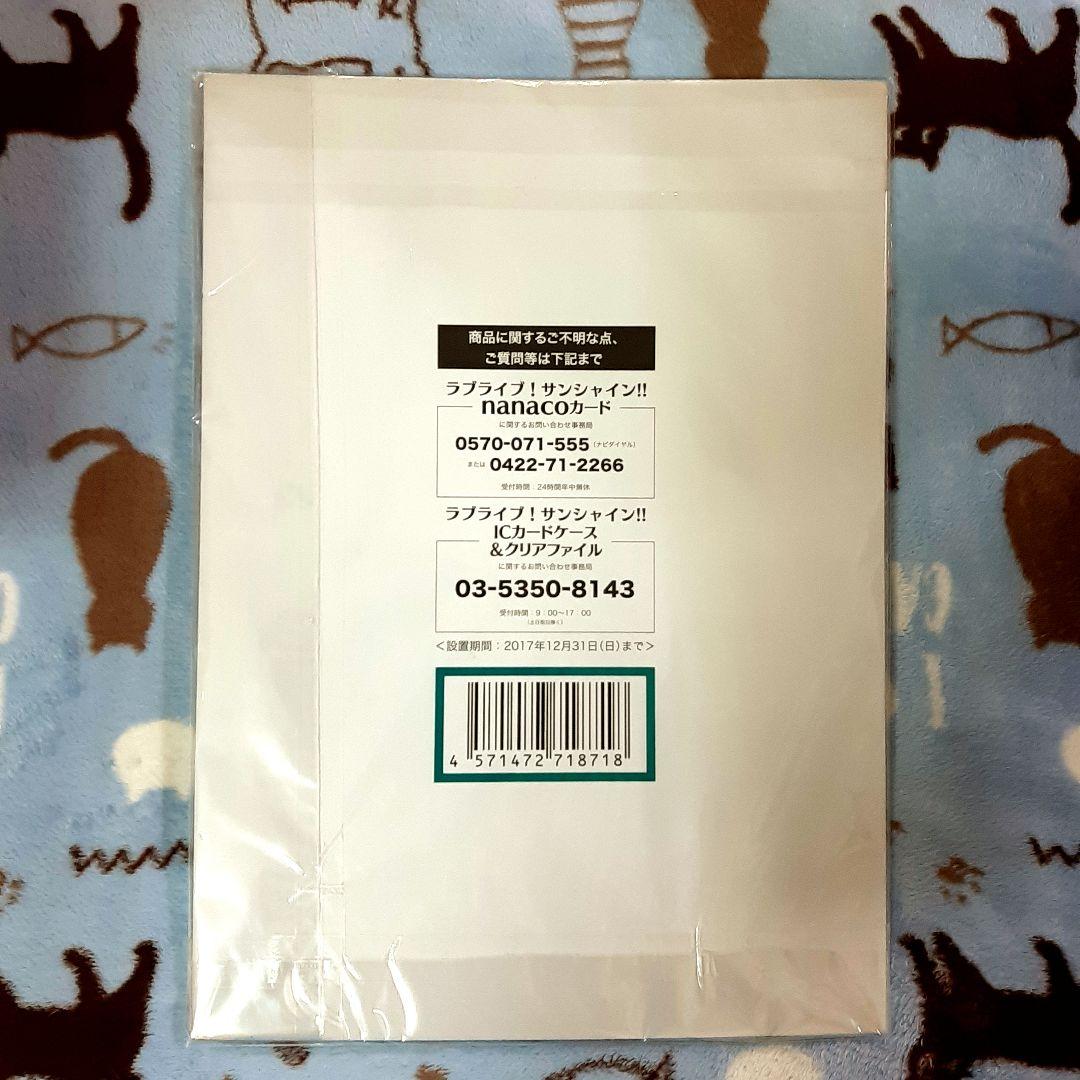 商品に関するご不明な点、
ご質問等は下記まで
ラブライブ！サンシャイン!!
nanacoカード
に関するお問い合わせ事務局
0570-071-555（ナビダイヤル）
または 0422-71-2266
受付時間：24時間年中無休
ラブライブ！サンシャイン!!
ICカードケース
&クリアファイル
に関するお問い合わせ事務局
03-5350-8143
受付時間：9：00〜17：00
（土日祝日除く）
＜設置期間：2017年12月31日（日）まで＞
4 571472 718718